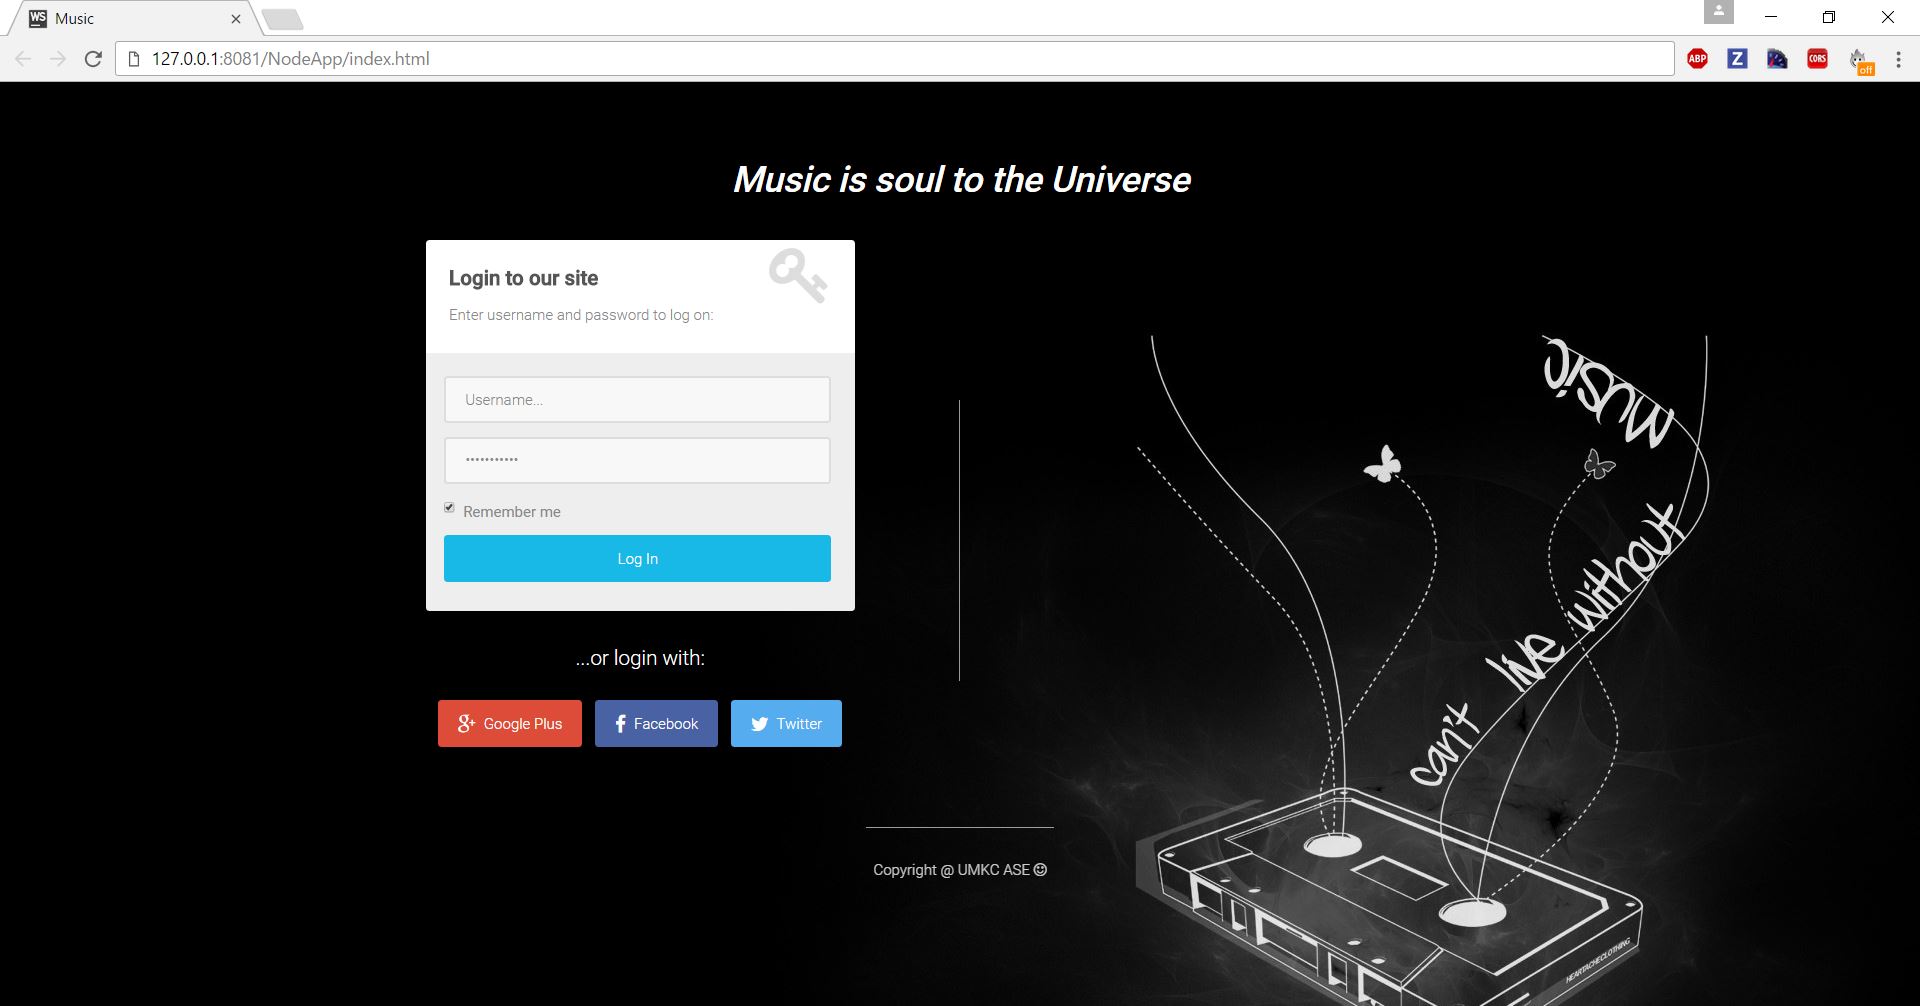 WS Music
127.0.0.1:8081/NodeApp/index.html
ABP
Z
CORS
off
Music is soul to the Universe
Login to our site
Enter username and password to log on:
Username...
Remember me
Log In
...or login with:
g+ Google Plus
f Facebook
Twitter
Music
can't live without
Copyright @ UMKC ASE
HEARTACHECLOTHING